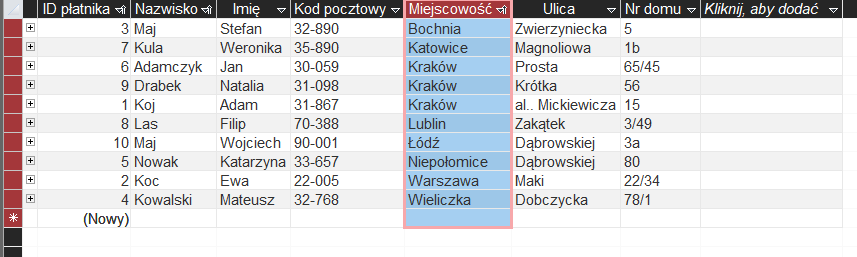 ID płatnika Nazwisko Imię Kod pocztowy Miejscowość Ulica Nr domu Kliknij, aby dodać
3 Maj Stefan 32-890 Bochnia Zwierzyniecka 5
7 Kula Weronika 35-890 Katowice Magnoliowa 1b
6 Adamczyk Jan 30-059 Kraków Prosta 65/45
9 Drabek Natalia 31-098 Kraków Krótka 56
1 Koj Adam 31-867 Kraków al.. Mickiewicza 15
8 Las Filip 70-388 Lublin Zakątek 3/49
10 Maj Wojciech 90-001 Łódź Dąbrowskiej 3a
5 Nowak Katarzyna 33-657 Niepołomice Dąbrowskiej 80
2 Koc Ewa 22-005 Warszawa Maki 22/34
4 Kowalski Mateusz 32-768 Wieliczka Dobczycka 78/1
(Nowy)